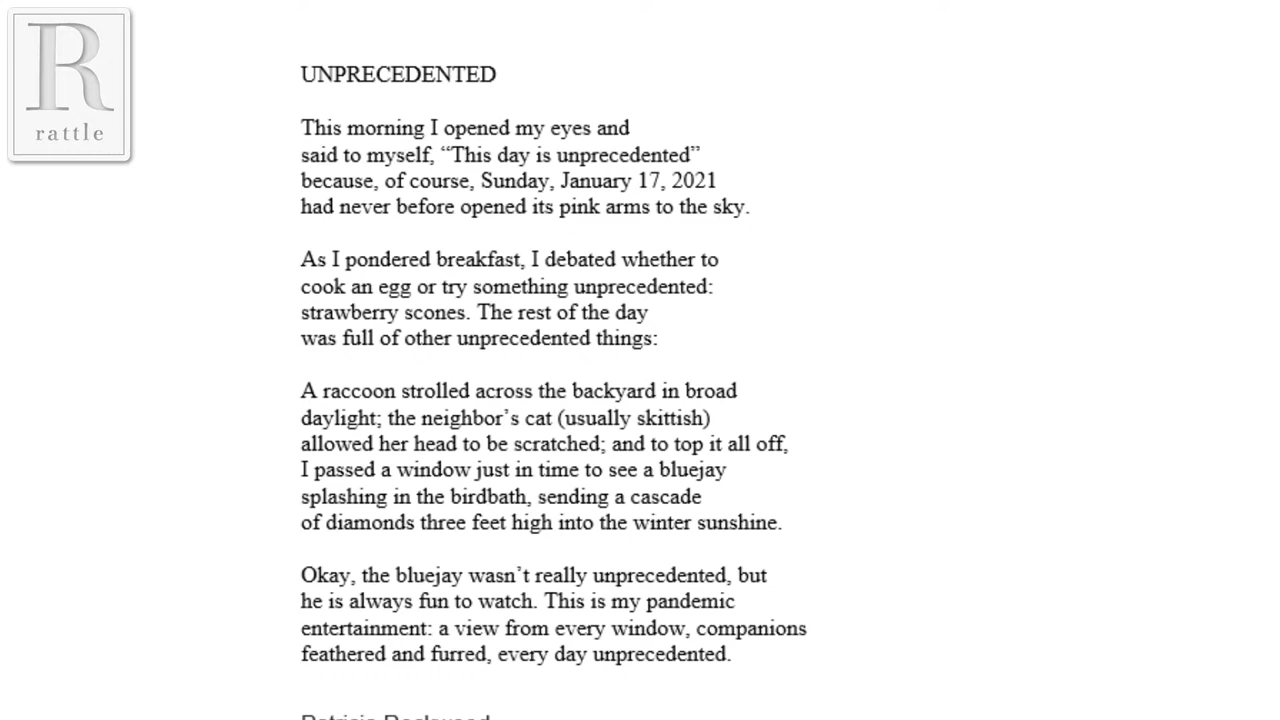 R
rattle
UNPRECEDENTED
This morning I opened my eyes and
said to myself, “This day is unprecedented”
because, of course, Sunday, January 17, 2021
had never before opened its pink arms to the sky.
As I pondered breakfast, I debated whether to
cook an egg or try something unprecedented:
strawberry scones. The rest of the day
was full of other unprecedented things:
A raccoon strolled across the backyard in broad
daylight; the neighbor’s cat (usually skittish)
allowed her head to be scratched; and to top it all off,
I passed a window just in time to see a bluejay
splashing in the birdbath, sending a cascade
of diamonds three feet high into the winter sunshine.
Okay, the bluejay wasn’t really unprecedented, but
he is always fun to watch. This is my pandemic
entertainment: a view from every window, companions
feathered and furred, every day unprecedented.